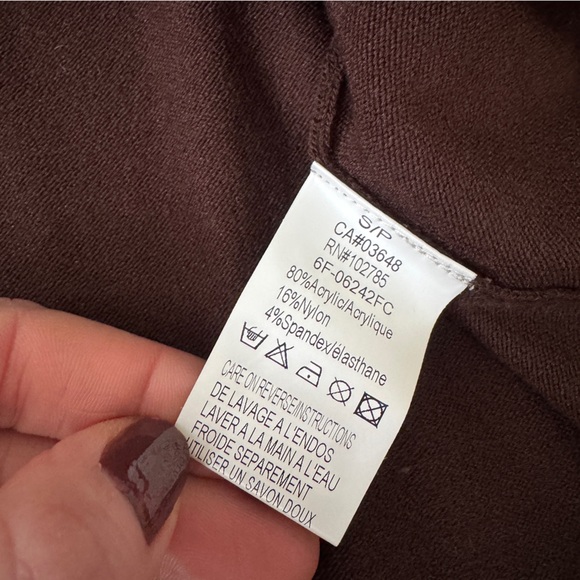 S/P
CA#03648
RN#102785
6F-06242FC
80%Acrylic/Acrylique
16%Nylon
4%Spandex/élasthane
CARE ON REVERSE/INSTRUCTIONS
DE LAVAGE A L'ENDOS
LAVER A LA MAIN A L'EAU
FROIDE SEPAREMENT
UTILISER UN SAVON DOUX